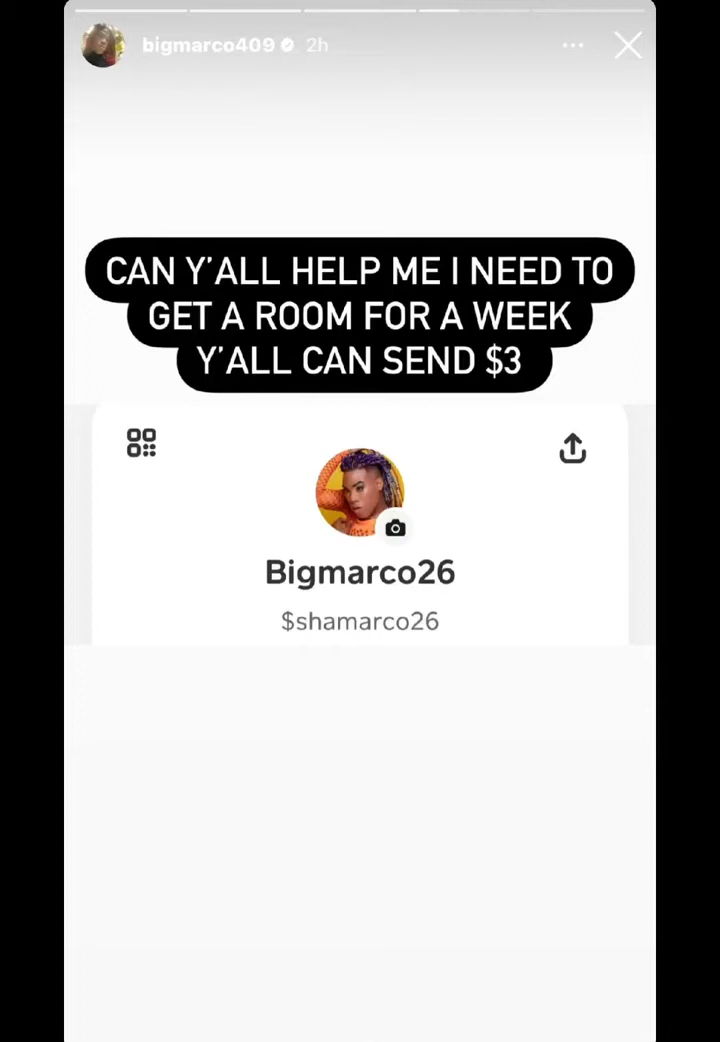 bigmarco409 2h
CAN Y'ALL HELP ME I NEED TO
GET A ROOM FOR A WEEK
Y'ALL CAN SEND $3
Bigmarco26
$shamarco26